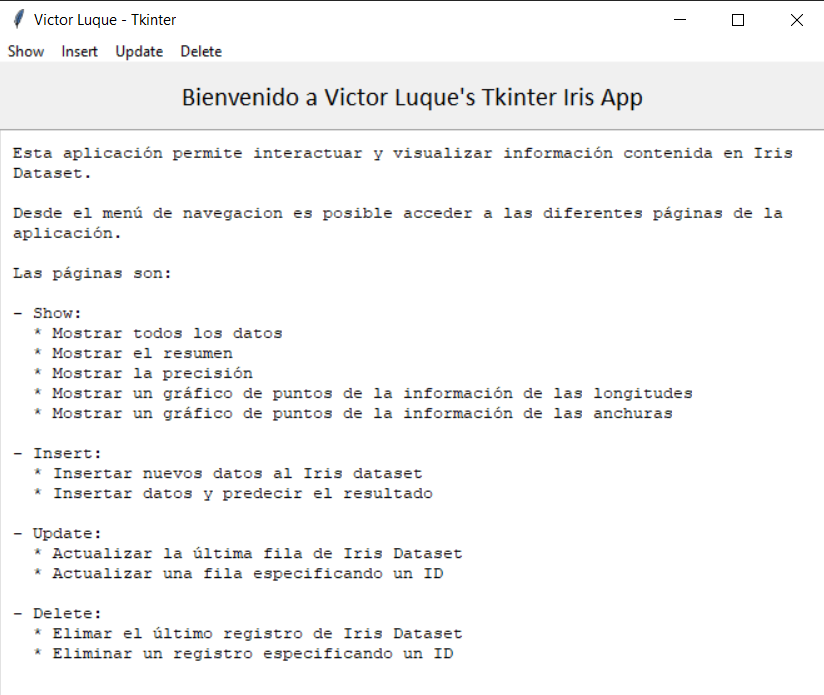 Victor Luque - Tkinter
Show Insert Update Delete
Bienvenido a Victor Luque's Tkinter Iris App
Esta aplicación permite interactuar y visualizar información contenida en Iris
Dataset.
Desde el menú de navegacion es posible acceder a las diferentes páginas de la
aplicación.
Las páginas son:
- Show:
* Mostrar todos los datos
* Mostrar el resumen
* Mostrar la precisión
* Mostrar un gráfico de puntos de la información de las longitudes
* Mostrar un gráfico de puntos de la información de las anchuras
- Insert:
* Insertar nuevos datos al Iris dataset
* Insertar datos y predecir el resultado
- Update:
* Actualizar la última fila de Iris Dataset
* Actualizar una fila especificando un ID
- Delete:
* Elimar el último registro de Iris Dataset
* Eliminar un registro especificando un ID